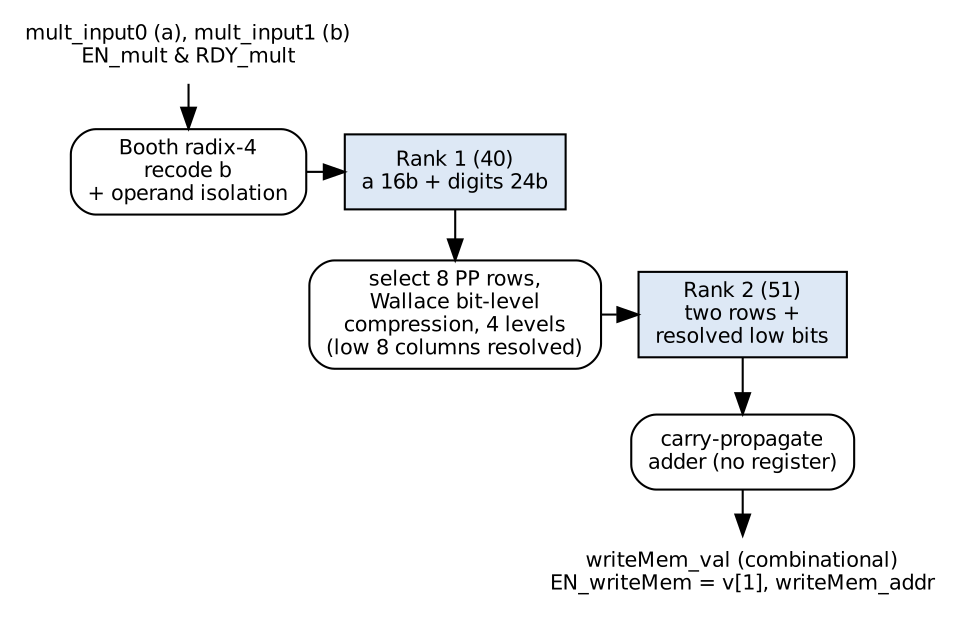 mult_input0 (a), mult_input1 (b)
EN_mult & RDY_mult
Booth radix-4
recode b
+ operand isolation
Rank 1 (40)
a 16b + digits 24b
select 8 PP rows,
Wallace bit-level
compression, 4 levels
(low 8 columns resolved)
Rank 2 (51)
two rows +
resolved low bits
carry-propagate
adder (no register)
writeMem_val (combinational)
EN_writeMem = v[1], writeMem_addr